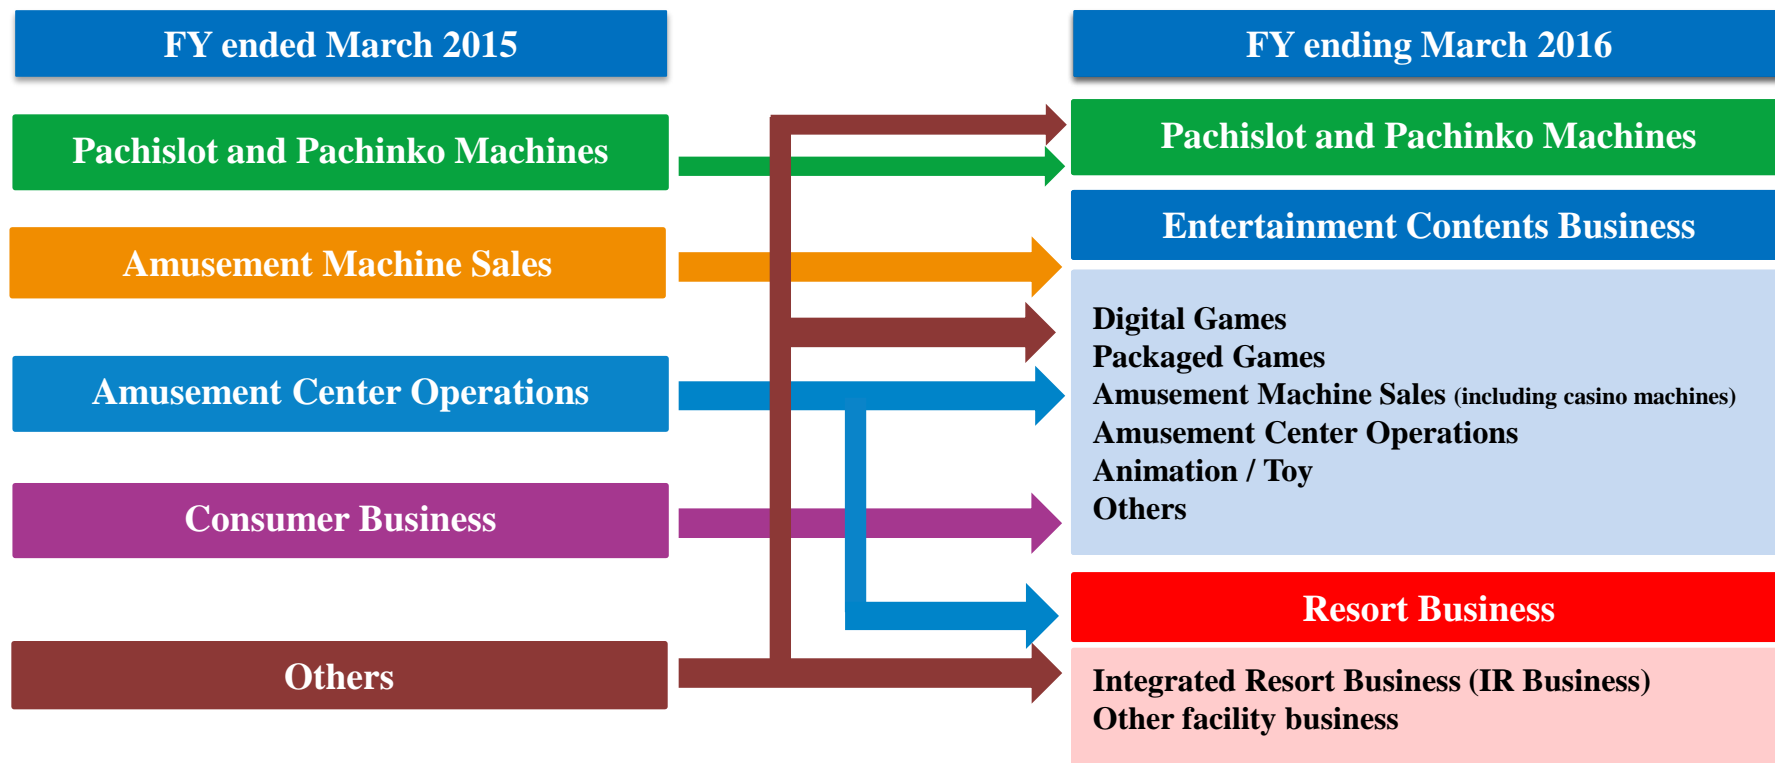 FY ended March 2015
Pachislot and Pachinko Machines
Amusement Machine Sales
Amusement Center Operations
Consumer Business
Others
FY ending March 2016
Pachislot and Pachinko Machines
Entertainment Contents Business
Digital Games
Packaged Games
Amusement Machine Sales (including casino machines)
Amusement Center Operations
Animation / Toy
Others
Resort Business
Integrated Resort Business (IR Business)
Other facility business